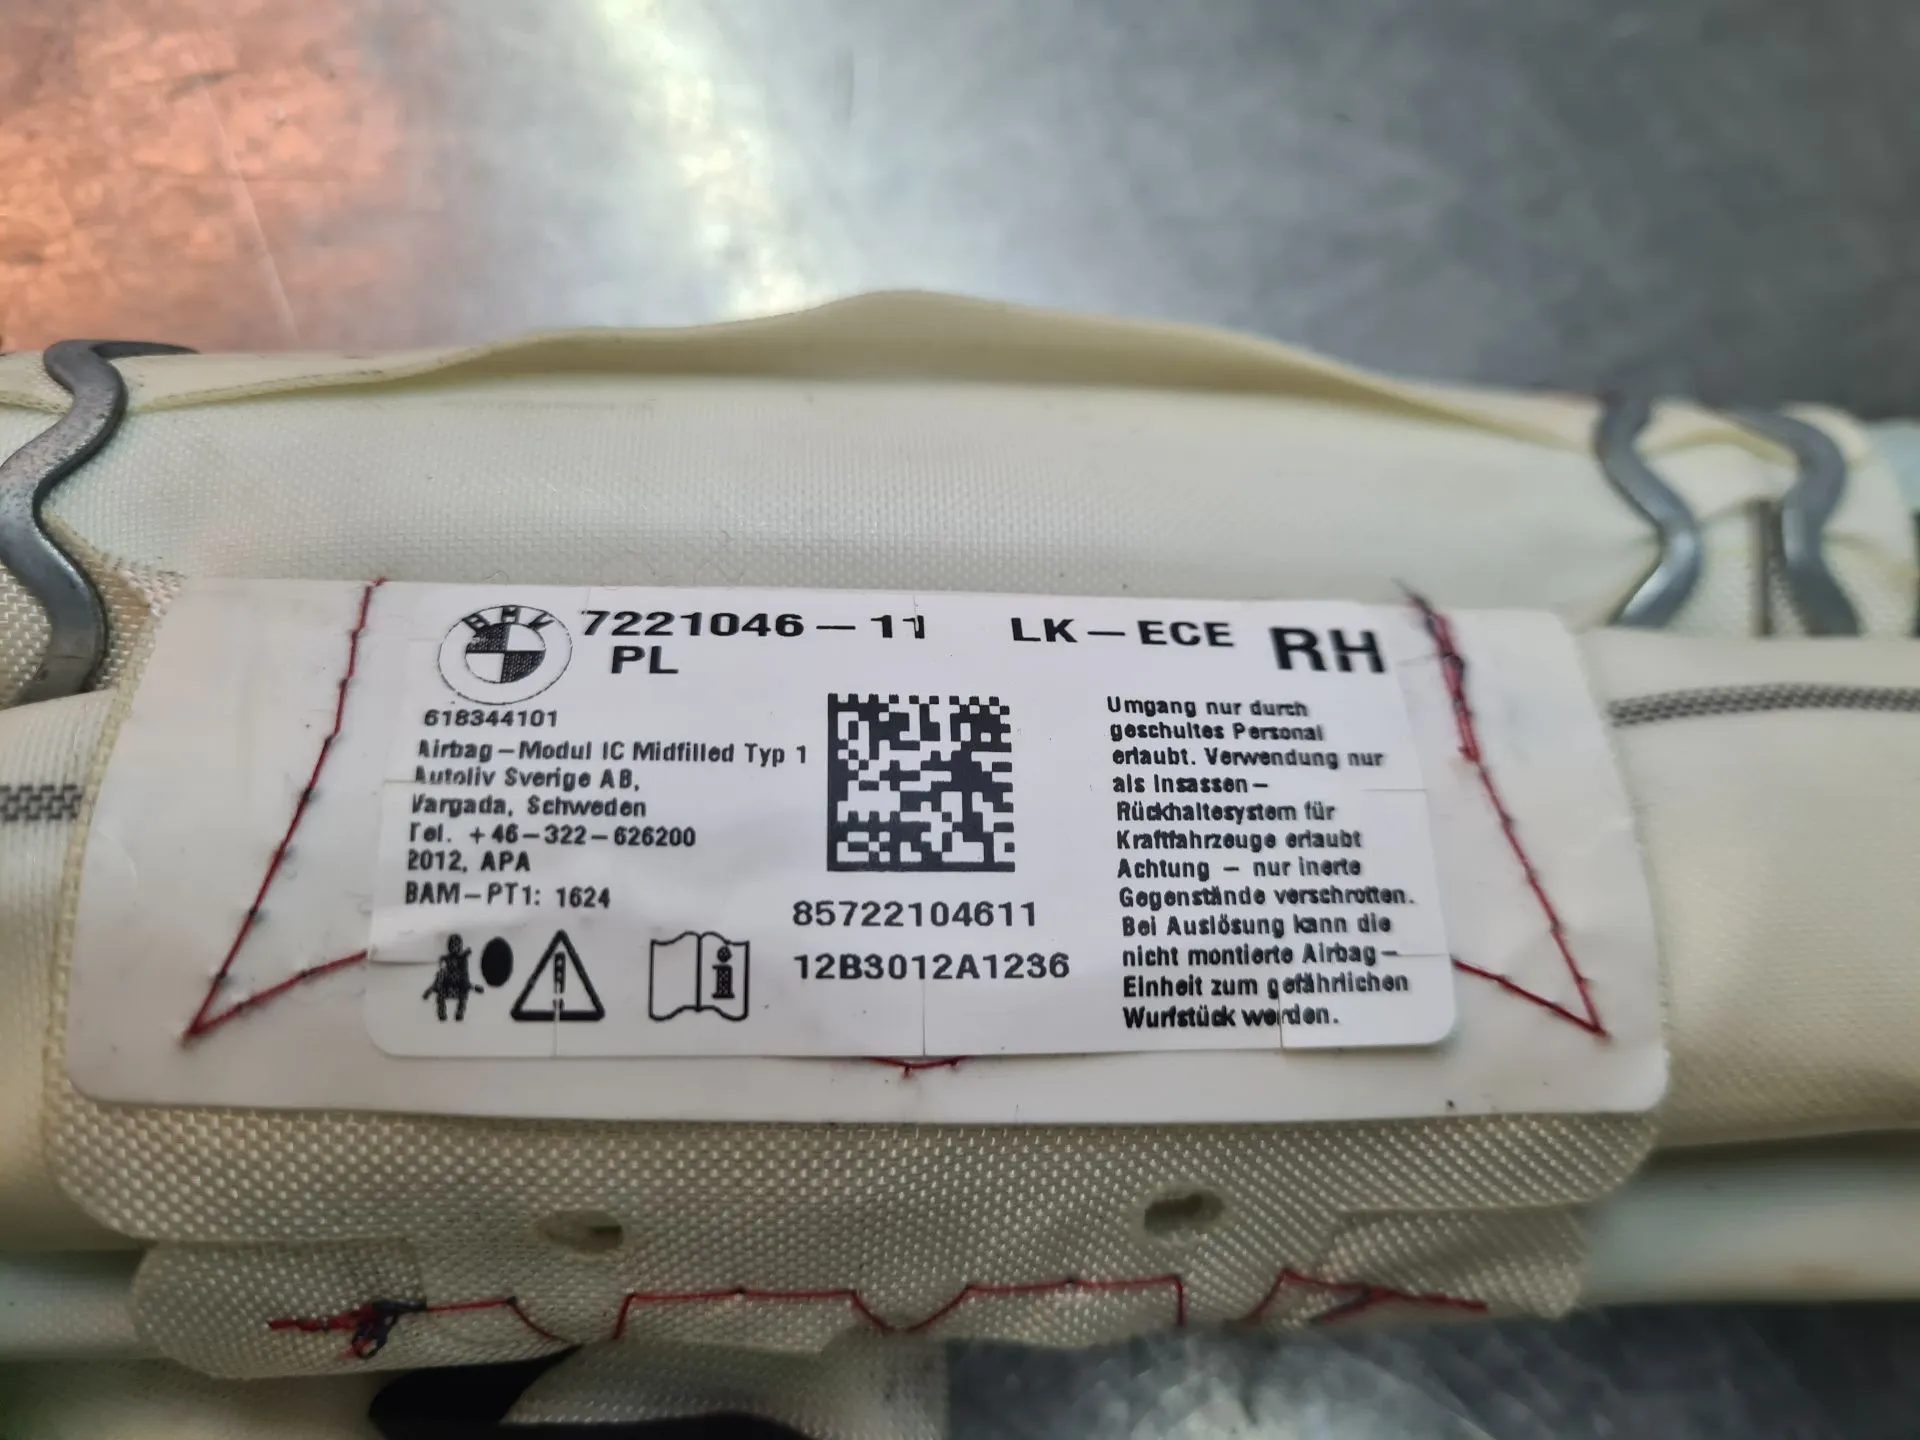 BMW
7221046-11 LK-ECE RH
PL
618344101
Airbag-Modul IC Midfilled Typ 1
Autoliv Sverige AB,
Vargada, Schweden
Tel. +46-322-626200
2012, APA
BAM-PT1: 1624
85722104611
12B3012A1236
Umgang nur durch
geschultes Personal
erlaubt. Verwendung nur
als Insassen-
Rückhaltesystem für
Kraftfahrzeuge erlaubt
Achtung - nur inerte
Gegenstände verschrotten.
Bei Auslösung kann die
nicht montierte Airbag-
Einheit zum gefährlichen
Wurfstück werden.